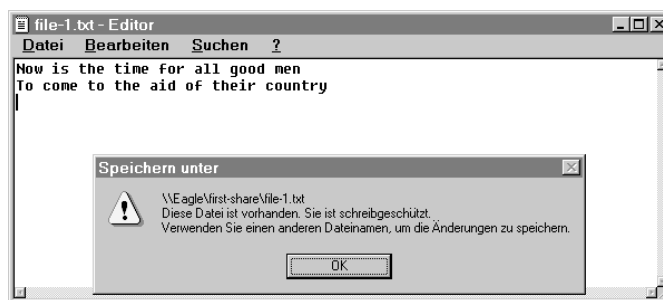 file-1.txt - Editor
Datei Bearbeiten Suchen ?
Now is the time for all good men
To come to the aid of their country
Speichern unter
\\Eagle\first-share\file-1.txt
Diese Datei ist vorhanden. Sie ist schreibgeschützt.
Verwenden Sie einen anderen Dateinamen, um die Änderungen zu speichern.
OK